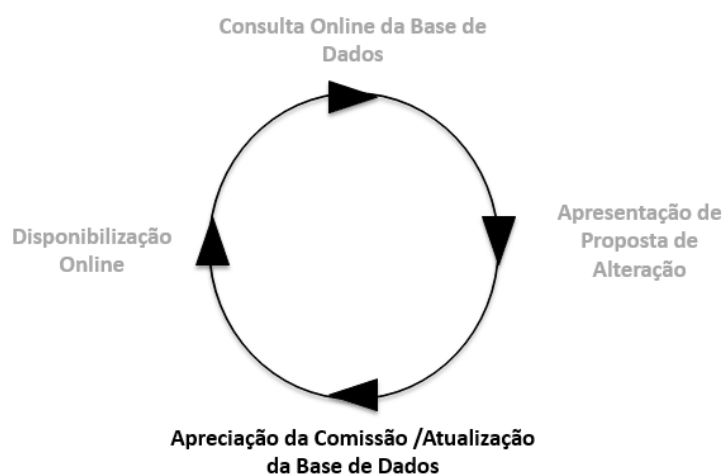 Consulta Online da Base de
Dados
Apresentação de
Proposta de
Alteração
Disponibilização
Online
Apreciação da Comissão /Atualização
da Base de Dados